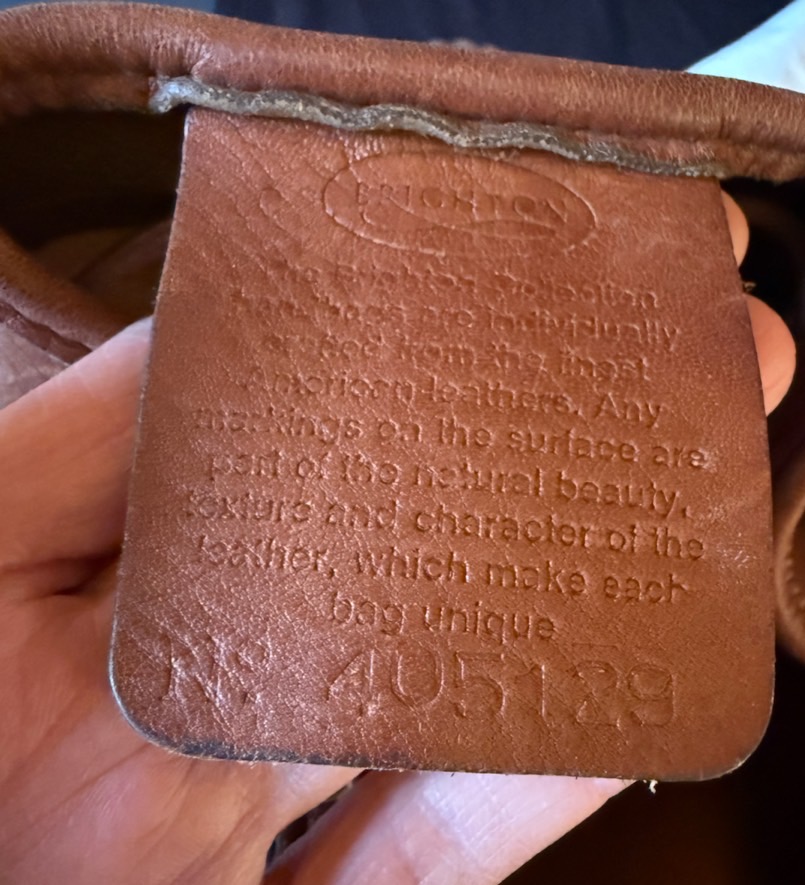 BRIGHTON
The Brighton Collection
handbags are individually
crafted from the finest
American leathers. Any
markings on the surface are
part of the natural beauty,
texture and character of the
leather, which make each
bag unique
Nº 405129